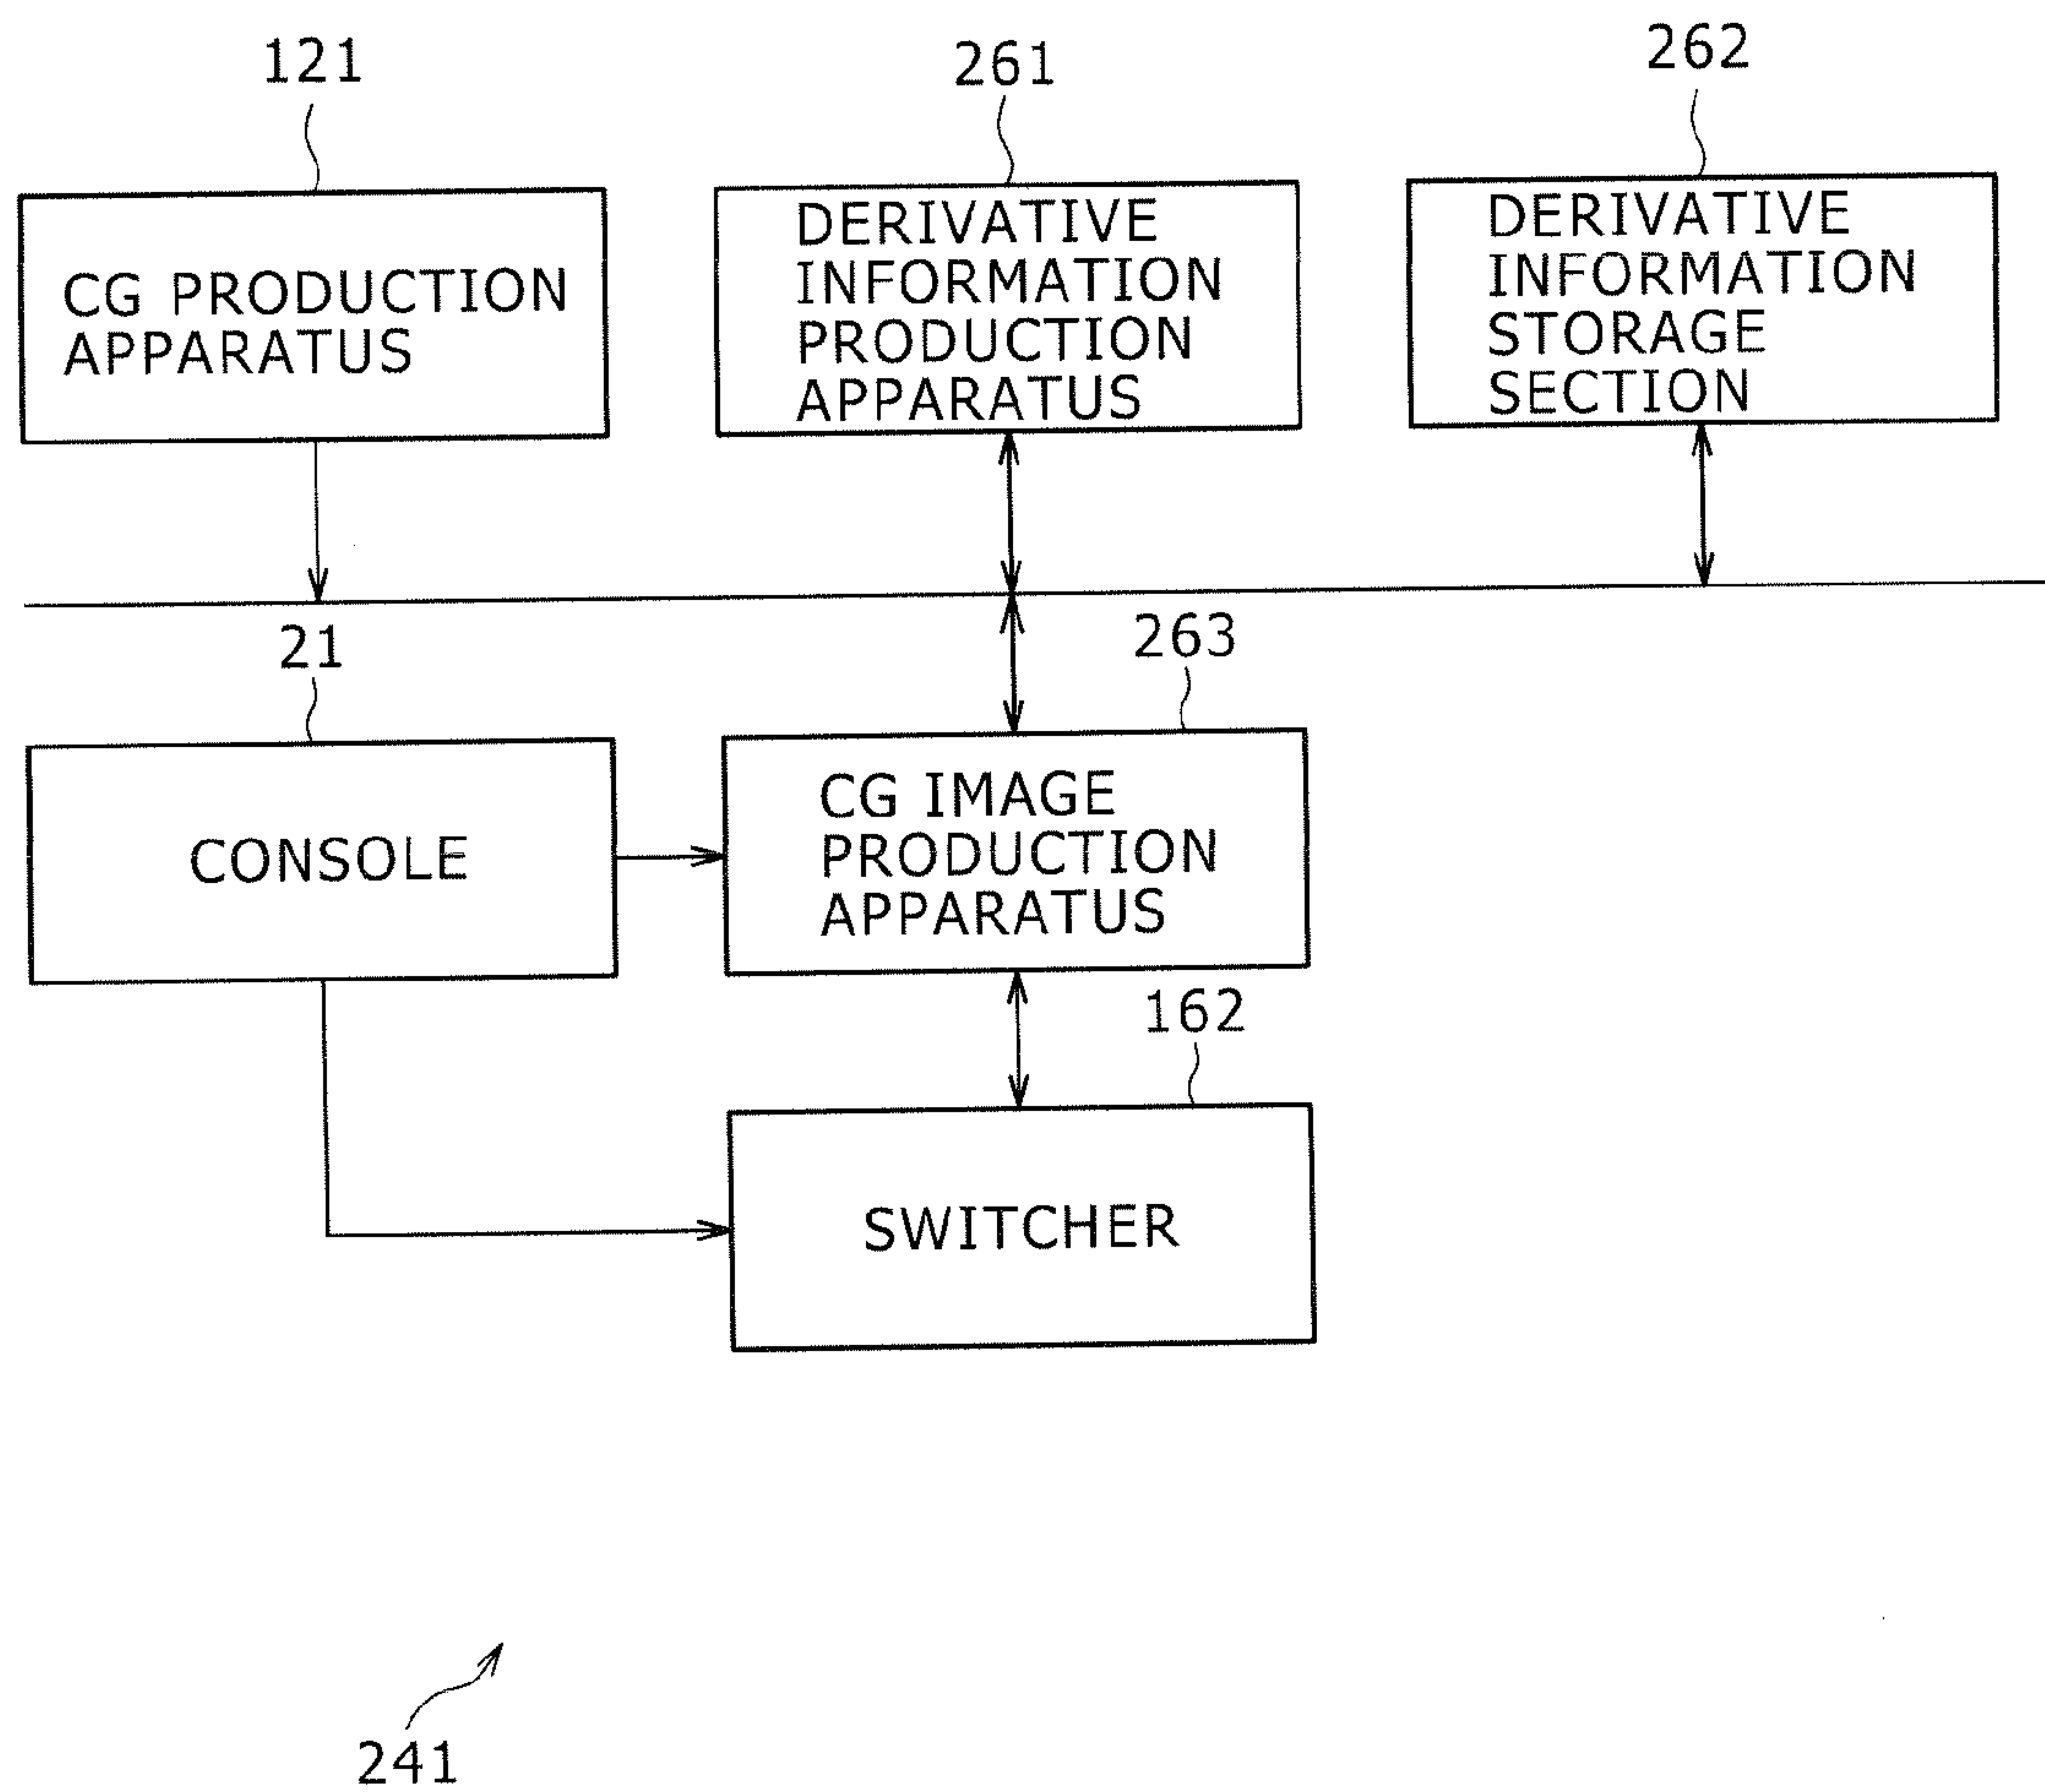 121
261
262
CG PRODUCTION
APPARATUS
DERIVATIVE
INFORMATION
PRODUCTION
APPARATUS
DERIVATIVE
INFORMATION
STORAGE
SECTION
21
263
CONSOLE
CG IMAGE
PRODUCTION
APPARATUS
162
SWITCHER
241